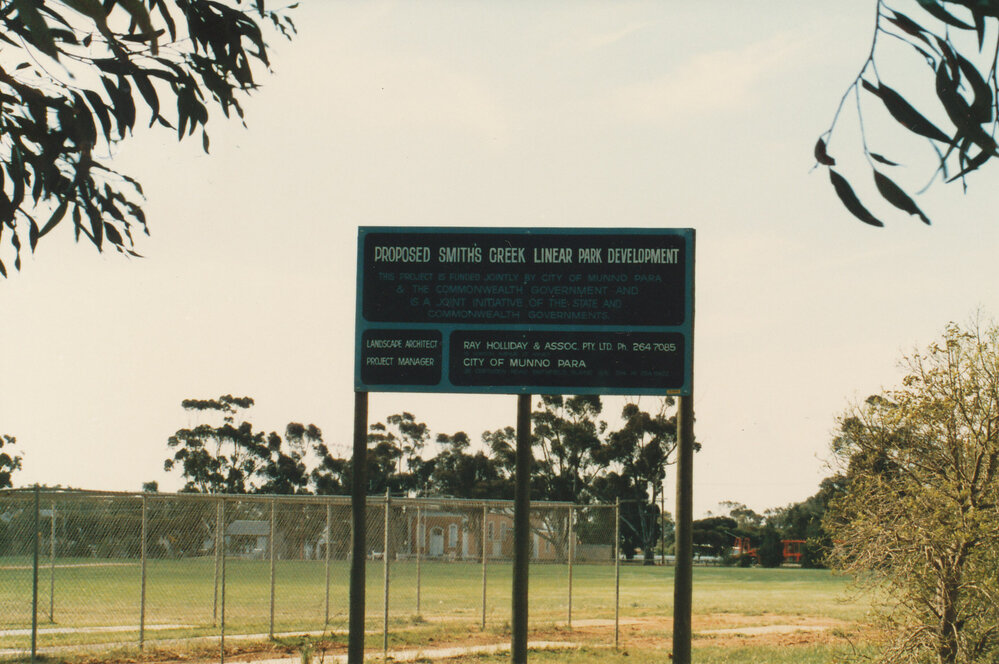 PROPOSED SMITH'S CREEK LINEAR PARK DEVELOPMENT
THIS PROJECT IS FUNDED JOINTLY BY CITY OF MUNNO PARA
& THE COMMONWEALTH GOVERNMENT AND
IS A JOINT INITIATIVE OF THE STATE AND
COMMONWEALTH GOVERNMENTS.
LANDSCAPE ARCHITECT
PROJECT MANAGER
RAY HOLLIDAY & ASSOC. PTY. LTD. Ph 264 7085
CITY OF MUNNO PARA